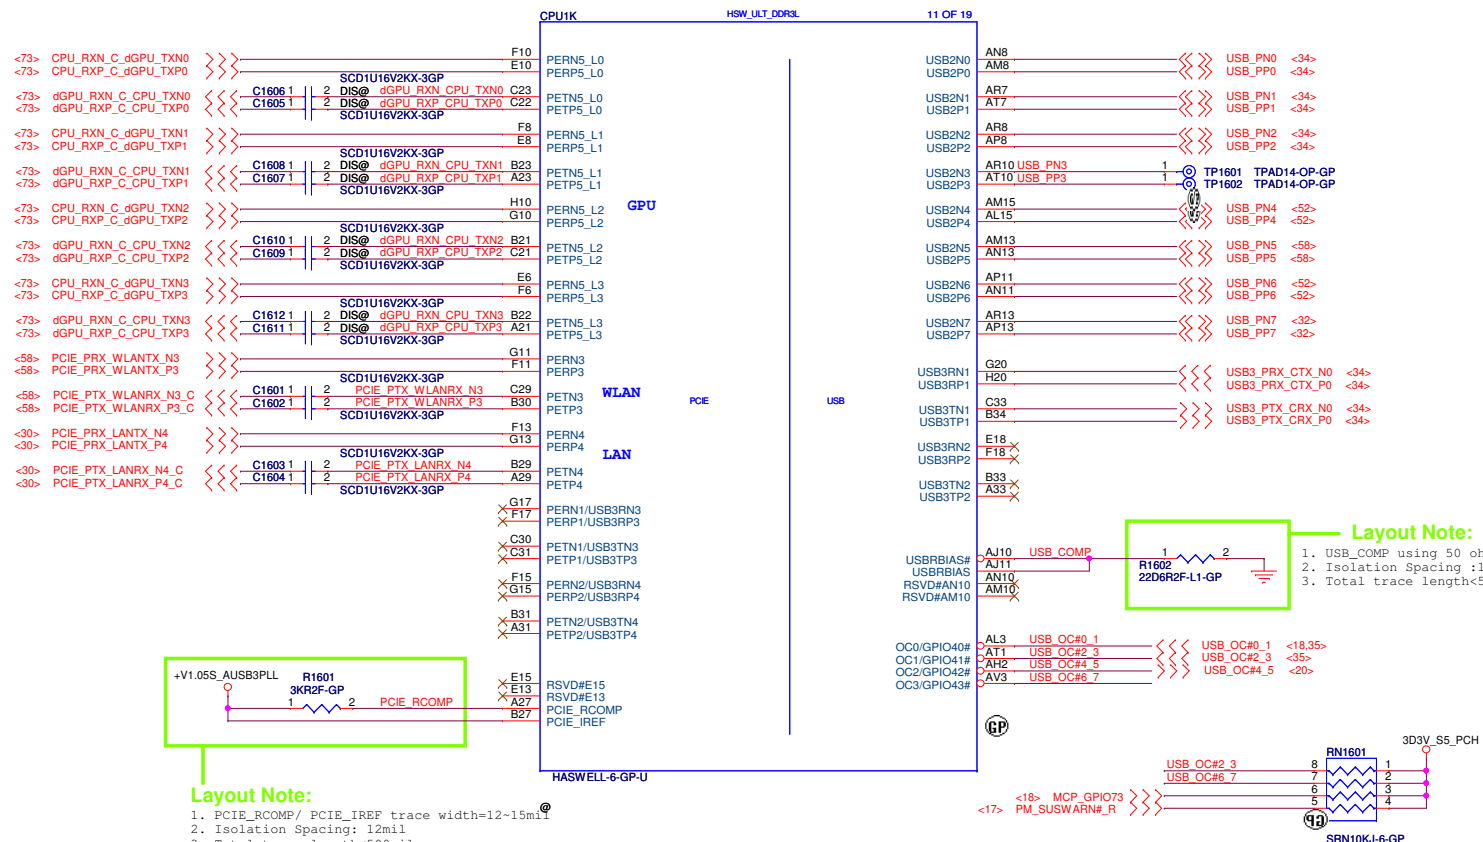 CPU1K HSW_ULT_DDR3L 11 OF 19
<73> CPU_RXN_C_dGPU_TXN0 F10 PERN5_L0
<73> CPU_RXP_C_dGPU_TXP0 E10 PERP5_L0
SCD1U16V2KX-3GP
<73> dGPU_RXN_C_CPU_TXN0 C1606 1 2 DIS@ dGPU_RXN_CPU_TXN0 C23 PETN5_L0
<73> dGPU_RXP_C_CPU_TXP0 C1605 1 2 DIS@ dGPU_RXP_CPU_TXP0 C22 PETP5_L0
SCD1U16V2KX-3GP
<73> CPU_RXN_C_dGPU_TXN1 F8 PERN5_L1
<73> CPU_RXP_C_dGPU_TXP1 E8 PERP5_L1
SCD1U16V2KX-3GP
<73> dGPU_RXN_C_CPU_TXN1 C1608 1 2 DIS@ dGPU_RXN_CPU_TXN1 B23 PETN5_L1
<73> dGPU_RXP_C_CPU_TXP1 C1607 1 2 DIS@ dGPU_RXP_CPU_TXP1 A23 PETP5_L1
SCD1U16V2KX-3GP
<73> CPU_RXN_C_dGPU_TXN2 H10 PERN5_L2
<73> CPU_RXP_C_dGPU_TXP2 G10 PERP5_L2
GPU
SCD1U16V2KX-3GP
<73> dGPU_RXN_C_CPU_TXN2 C1610 1 2 DIS@ dGPU_RXN_CPU_TXN2 B21 PETN5_L2
<73> dGPU_RXP_C_CPU_TXP2 C1609 1 2 DIS@ dGPU_RXP_CPU_TXP2 C21 PETP5_L2
SCD1U16V2KX-3GP
<73> CPU_RXN_C_dGPU_TXN3 E6 PERN5_L3
<73> CPU_RXP_C_dGPU_TXP3 F6 PERP5_L3
SCD1U16V2KX-3GP
<73> dGPU_RXN_C_CPU_TXN3 C1612 1 2 DIS@ dGPU_RXN_CPU_TXN3 B22 PETN5_L3
<73> dGPU_RXP_C_CPU_TXP3 C1611 1 2 DIS@ dGPU_RXP_CPU_TXP3 A21 PETP5_L3
SCD1U16V2KX-3GP
<58> PCIE_PRX_WLANTX_N3 G11 PERN3
<58> PCIE_PRX_WLANTX_P3 F11 PERP3
SCD1U16V2KX-3GP
<58> PCIE_PTX_WLANRX_N3_C C1601 1 2 PCIE_PTX_WLANRX_N3 C29 PETN3
<58> PCIE_PTX_WLANRX_P3_C C1602 1 2 PCIE_PTX_WLANRX_P3 B30 PETP3
SCD1U16V2KX-3GP
WLAN
<30> PCIE_PRX_LANTX_N4 F13 PERN4
<30> PCIE_PRX_LANTX_P4 G13 PERP4
SCD1U16V2KX-3GP
LAN
<30> PCIE_PTX_LANRX_N4_C C1603 1 2 PCIE_PTX_LANRX_N4 B29 PETN4
<30> PCIE_PTX_LANRX_P4_C C1604 1 2 PCIE_PTX_LANRX_P4 A29 PETP4
SCD1U16V2KX-3GP
G17 PERN1/USB3RN3
F17 PERP1/USB3RP3
C30 PETN1/USB3TN3
C31 PETP1/USB3TP3
F15 PERN2/USB3RN4
G15 PERP2/USB3RP4
B31 PETN2/USB3TN4
A31 PETP2/USB3TP4
E15 RSVD#E15
E13 RSVD#E13
+V1.05S_AUSB3PLL
R1601
3KR2F-GP
1 2 PCIE_RCOMP A27 PCIE_RCOMP
B27 PCIE_IREF
HASWELL-6-GP-U
@
Layout Note:
1. PCIE_RCOMP/ PCIE_IREF trace width=12~15mil
2. Isolation Spacing: 12mil
PCIE USB
USB2N0 AN8 USB_PN0 <34>
USB2P0 AM8 USB_PP0 <34>
USB2N1 AR7 USB_PN1 <34>
USB2P1 AT7 USB_PP1 <34>
USB2N2 AR8 USB_PN2 <34>
USB2P2 AP8 USB_PP2 <34>
USB2N3 AR10 USB_PN3 1 TP1601 TPAD14-OP-GP
USB2P3 AT10 USB_PP3 1 TP1602 TPAD14-OP-GP
USB2N4 AM15 USB_PN4 <52>
USB2P4 AL15 USB_PP4 <52>
USB2N5 AM13 USB_PN5 <58>
USB2P5 AN13 USB_PP5 <58>
USB2N6 AP11 USB_PN6 <52>
USB2P6 AN11 USB_PP6 <52>
USB2N7 AR13 USB_PN7 <32>
USB2P7 AP13 USB_PP7 <32>
USB3RN1 G20 USB3_PRX_CTX_N0 <34>
USB3RP1 H20 USB3_PRX_CTX_P0 <34>
USB3TN1 C33 USB3_PTX_CRX_N0 <34>
USB3TP1 B34 USB3_PTX_CRX_P0 <34>
USB3RN2 E18
USB3RP2 F18
USB3TN2 B33
USB3TP2 A33
USBRBIAS# AJ10 USB_COMP 1 2
USBRBIAS AJ11
R1602
22D6R2F-L1-GP
RSVD#AN10 AN10
RSVD#AM10 AM10
Layout Note:
1. USB_COMP using 50 oh
2. Isolation Spacing :1
3. Total trace length<5
OC0/GPIO40# AL3 USB_OC#0_1 USB_OC#0_1 <18,35>
OC1/GPIO41# AT1 USB_OC#2_3 USB_OC#2_3 <35>
OC2/GPIO42# AH2 USB_OC#4_5 USB_OC#4_5 <20>
OC3/GPIO43# AV3 USB_OC#6_7
GP
3D3V_S5_PCH
RN1601
USB_OC#2_3 8 1
USB_OC#6_7 7 2
<18> MCP_GPIO73 6 3
<17> PM_SUSWARN#_R 5 4
GP
SRN10KJ-6-GP